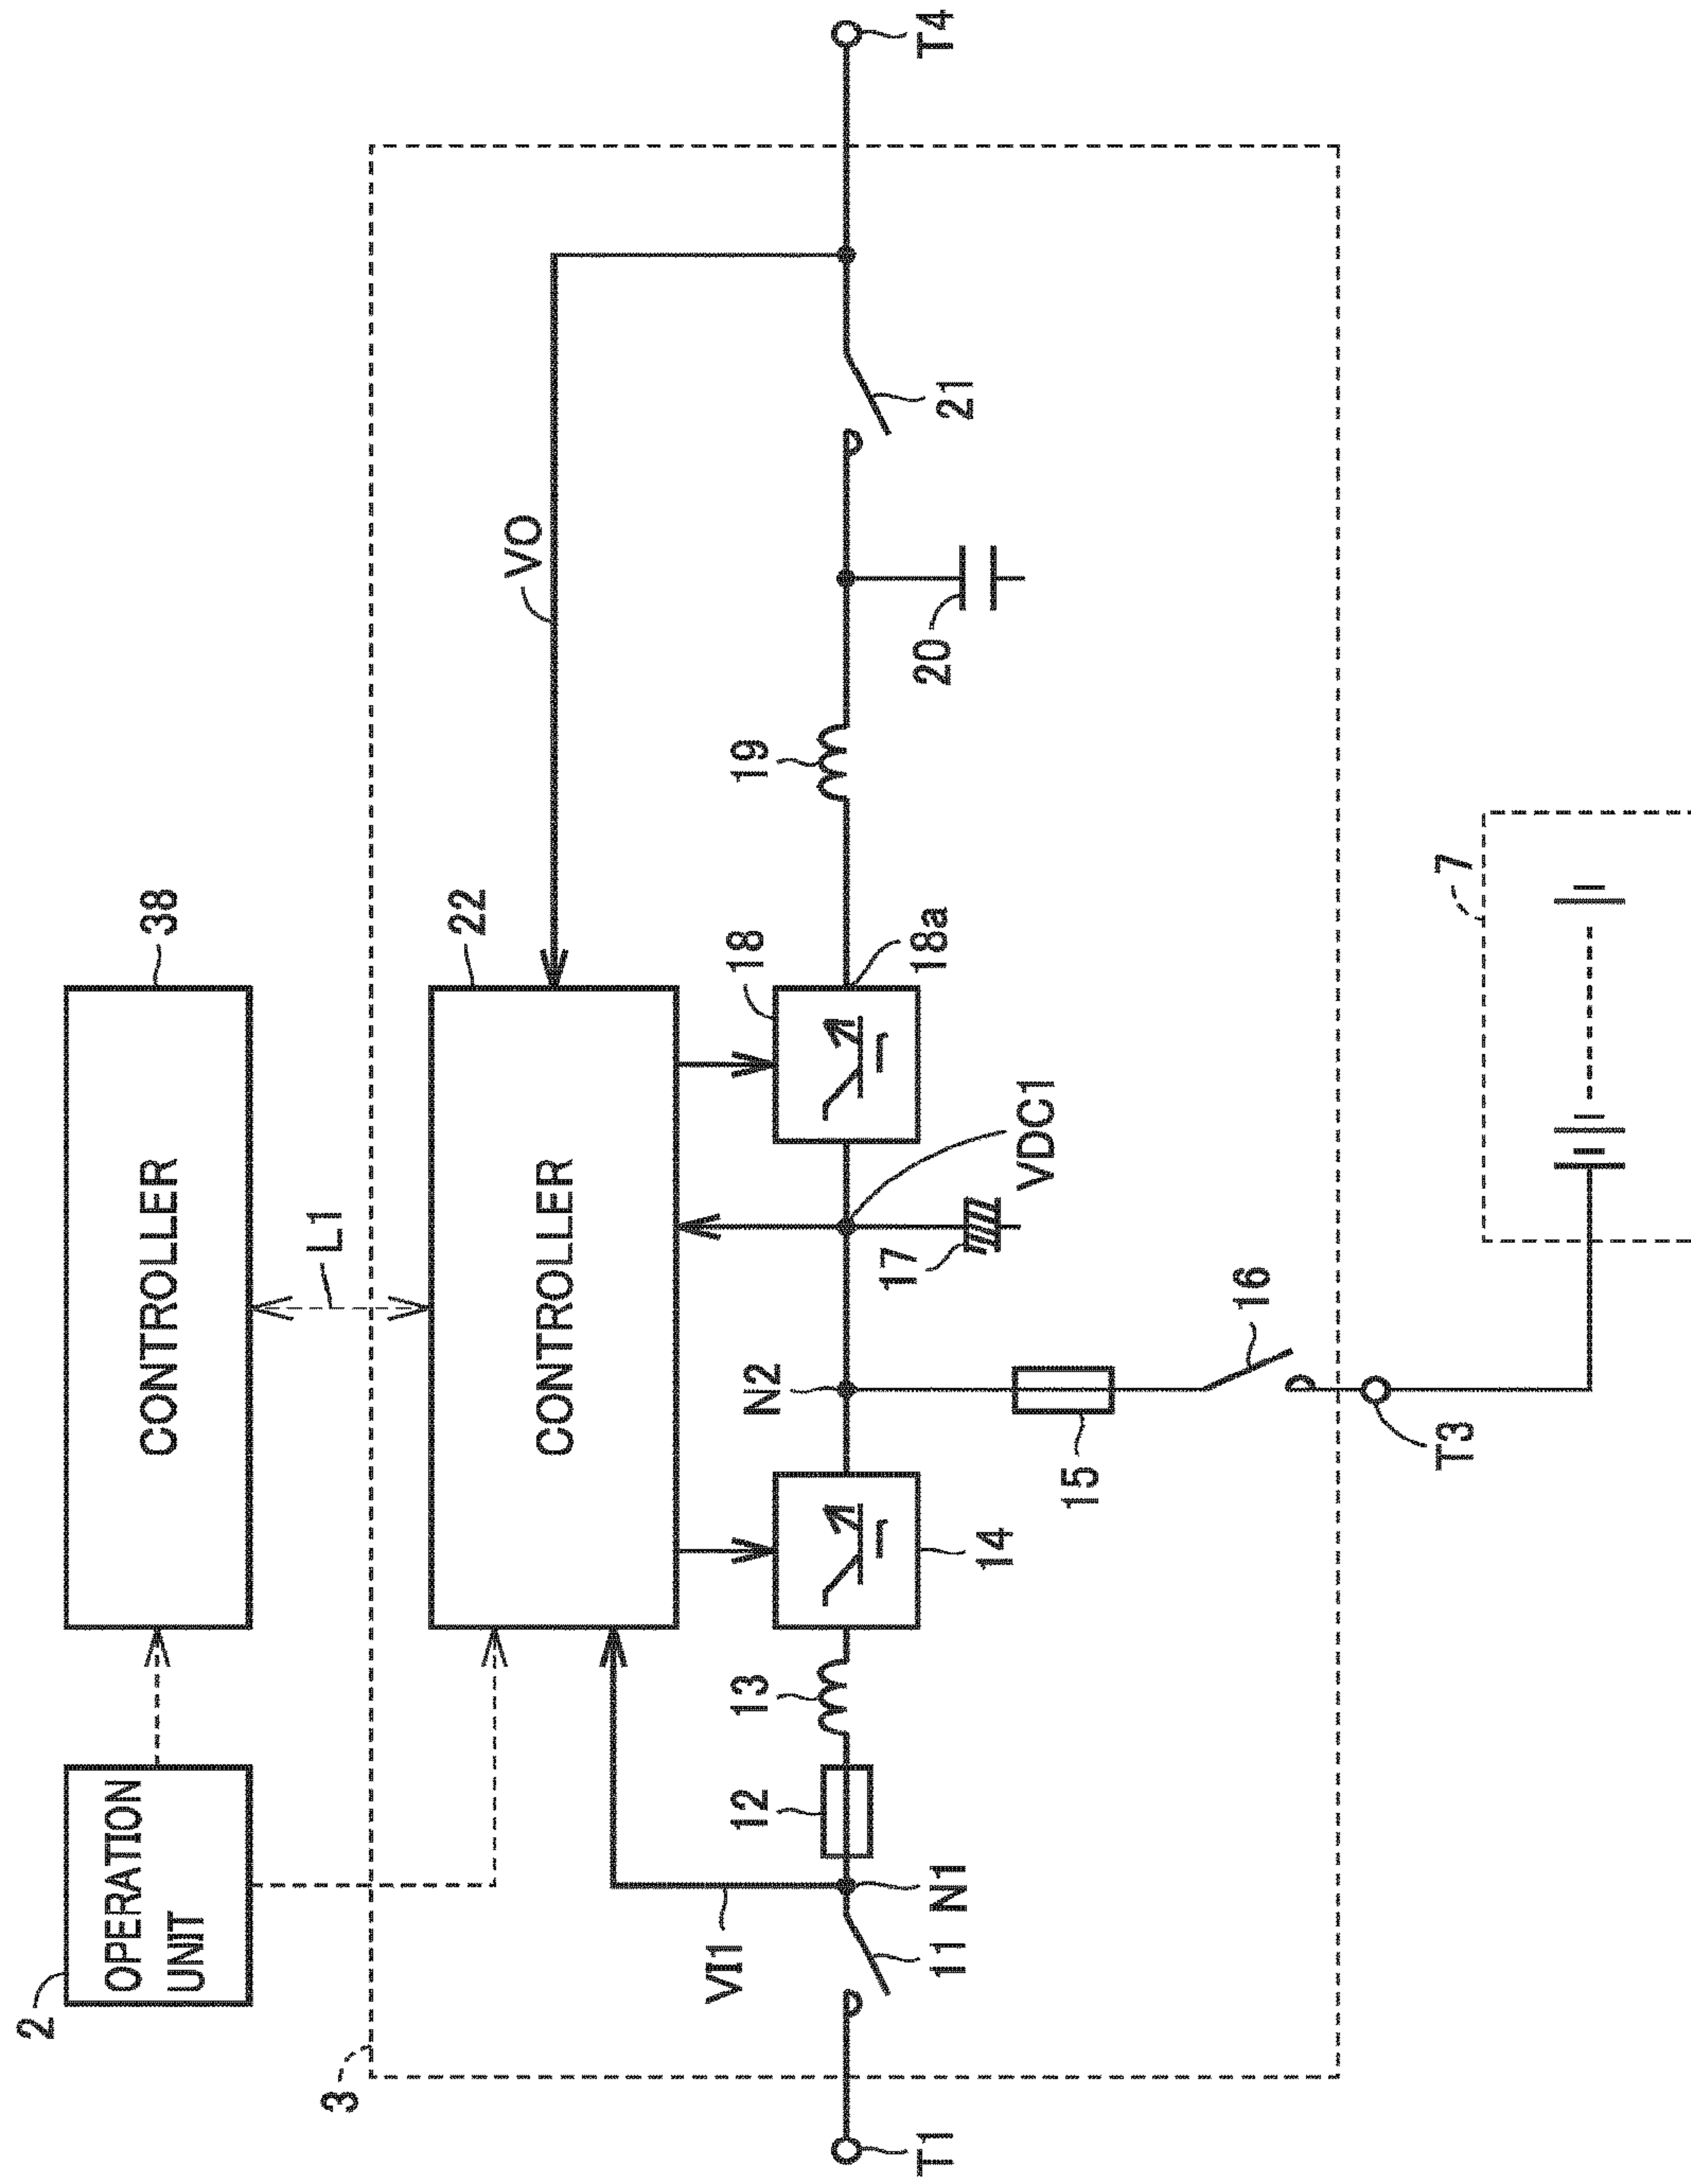 2
OPERATION
UNIT
CONTROLLER
38
3
L1
CONTROLLER
22
VO
VI1
T1
11
N1
12
13
14
N2
15
16
T3
17
VDC1
18
18a
19
20
21
T4
7